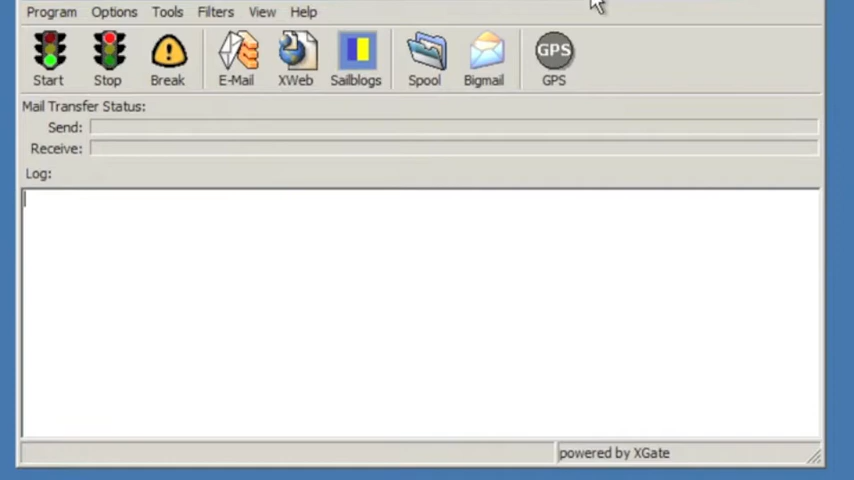 Program Options Tools Filters View Help
GPS
Start Stop Break E-Mail XWeb Sailblogs Spool Bigmail GPS
Mail Transfer Status:
Send:
Receive:
Log:
powered by XGate